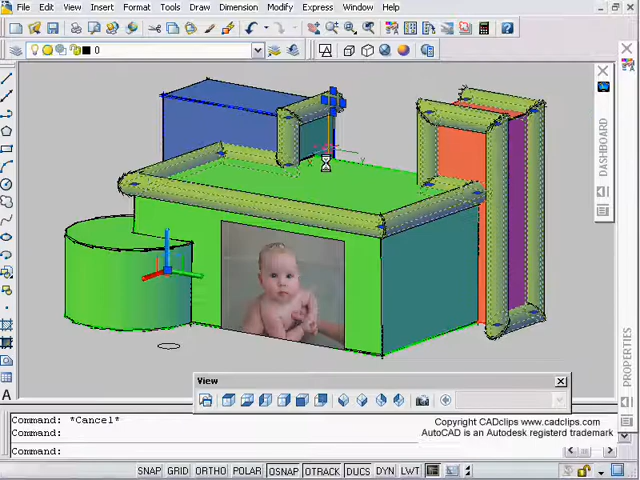 File Edit View Insert Format Tools Draw Dimension Modify Express Window Help
0
DASHBOARD
PROPERTIES
View
Command: *Cancel*
Command:
Command:
Copyright CADclips www.cadclips.com
AutoCAD is an Autodesk registerd trademark
SNAP GRID ORTHO POLAR OSNAP OTRACK DUCS DYN LWT